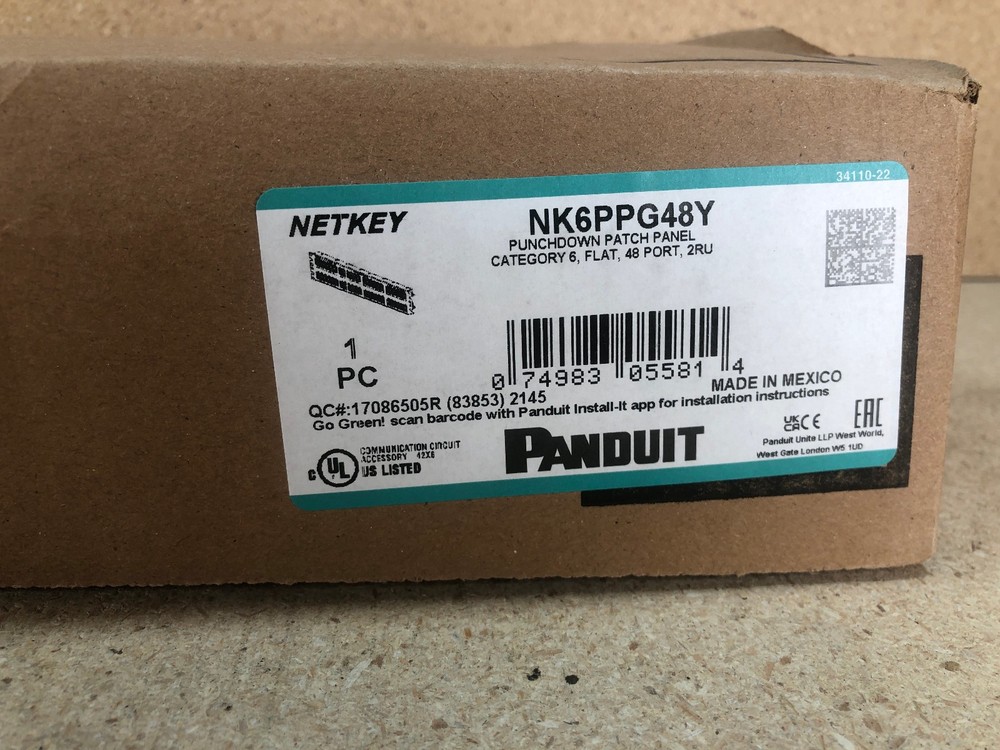 34110-22
NETKEY
NK6PPG48Y
PUNCHDOWN PATCH PANEL
CATEGORY 6, FLAT, 48 PORT, 2RU
1
PC
0 74983 05581 4
MADE IN MEXICO
QC#:17086505R (83853) 2145
Go Green! scan barcode with Panduit Install-It app for installation instructions
UK CA CE EAC
C UL US LISTED
COMMUNICATION CIRCUIT
ACCESSORY 42X6
PANDUIT
Panduit Unite LLP West World,
West Gate London W5 1UD